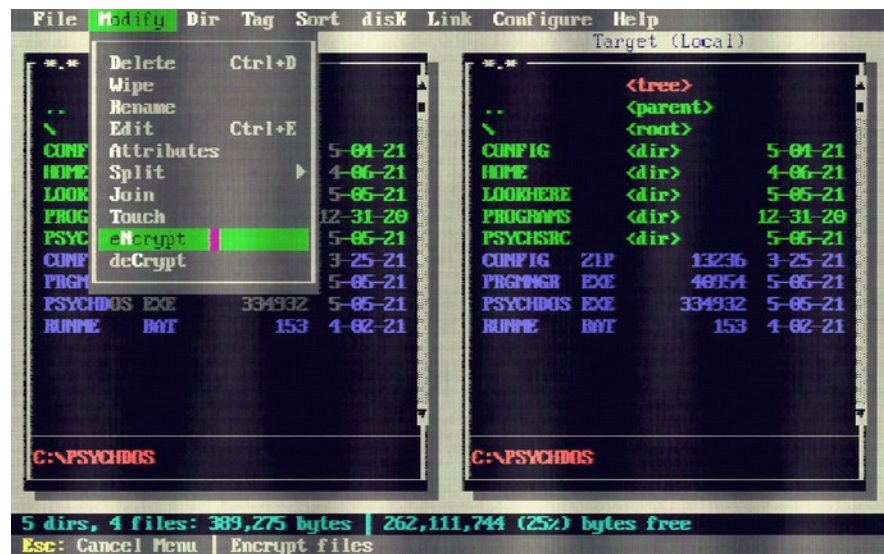 File Modify Dir Tag Sort disK Link Configure Help
Target (Local)
*.*
Delete Ctrl+D
Wipe
Rename
Edit Ctrl+E
Attributes
Split
Join
Touch
eNcrypt
deCrypt
..
\
CONF 5-04-21
HOME 4-06-21
LOOK 5-05-21
PROG 12-31-20
PSYC 5-05-21
CONF 3-25-21
PRGM 5-05-21
PSYCHDOS EXE 334932 5-05-21
RUNME BAT 153 4-02-21
C:\PSYCHDOS
*.*
<tree>
.. <parent>
\ <root>
CONFIG <dir> 5-04-21
HOME <dir> 4-06-21
LOOKHERE <dir> 5-05-21
PROGRAMS <dir> 12-31-20
PSYCHSRC <dir> 5-05-21
CONFIG ZIP 13236 3-25-21
PRGMNGR EXE 40954 5-05-21
PSYCHDOS EXE 334932 5-05-21
RUNME BAT 153 4-02-21
C:\PSYCHDOS
5 dirs, 4 files: 389,275 bytes | 262,111,744 (25%) bytes free
Esc: Cancel Menu | Encrypt files